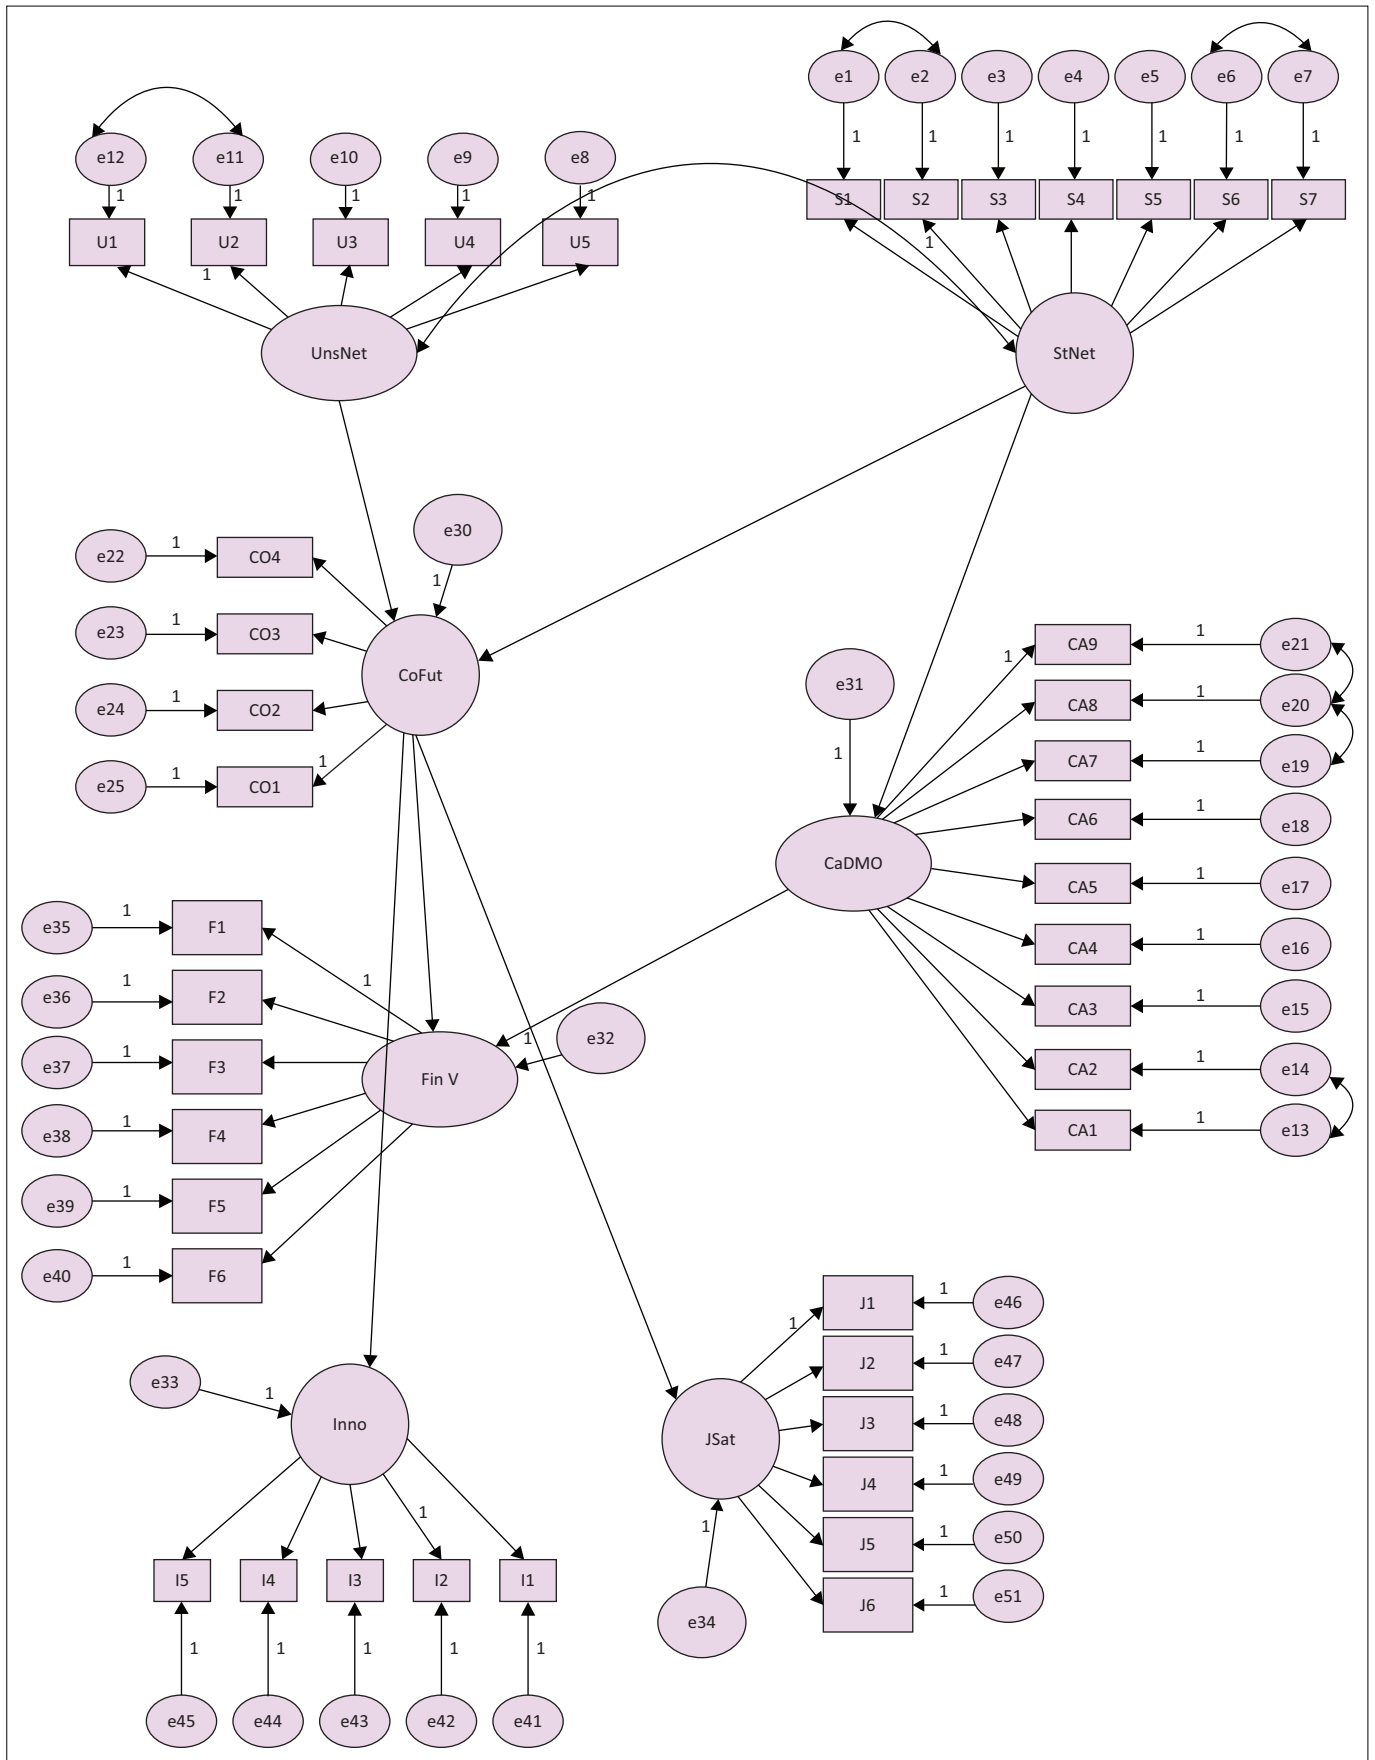 e1 e2 e3 e4 e5 e6 e7
1 1 1 1 1 1 1
e12 e11 e10 e9 e8
1 1 1 1 1
S1 S2 S3 S4 S5 S6 S7
U1 U2 U3 U4 U5
1
1
UnsNet StNet
e30
1
e22 1 CO4
e23 1 CO3
CoFut
e24 1 CO2
e25 1 CO1
1
e31
1
CaDMO
1
CA9 1 e21
CA8 1 e20
CA7 1 e19
CA6 1 e18
CA5 1 e17
CA4 1 e16
CA3 1 e15
CA2 1 e14
CA1 1 e13
e35 1 F1
1
e36 1 F2
e37 1 F3
Fin V
1 e32
e38 1 F4
e39 1 F5
e40 1 F6
e33 1
Inno
1
I5 I4 I3 I2 I1
1 1 1 1 1
e45 e44 e43 e42 e41
JSat
1
J1 1 e46
J2 1 e47
J3 1 e48
J4 1 e49
J5 1 e50
J6 1 e51
1
e34